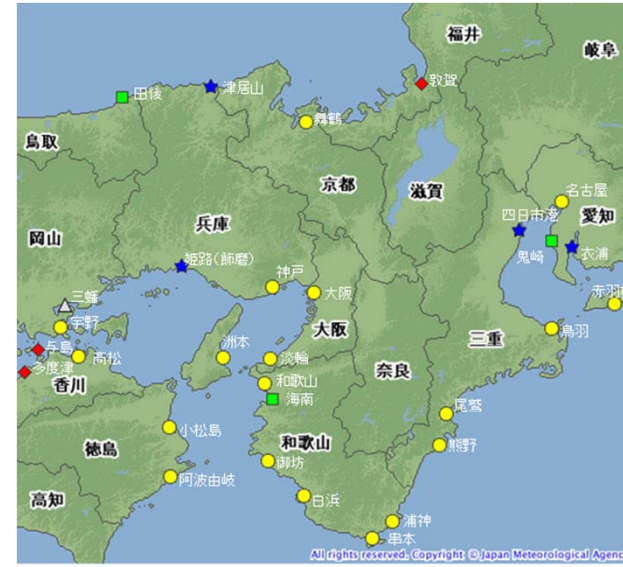 福井
岐阜
敦賀
津居山
田後
舞鶴
鳥取
京都
滋賀
名古屋
四日市港
愛知
兵庫
岡山
鬼崎
衣浦
姫路(飾磨)
神戸
大阪
赤羽
三蟠
宇野
鳥羽
大阪
三重
洲本
与島
高松
淡輪
奈良
多度津
香川
和歌山
海南
尾鷲
小松島
徳島
和歌山
熊野
御坊
阿波由岐
高知
白浜
浦神
串本
All rights reserved. Copyright © Japan Meteorological Agenc